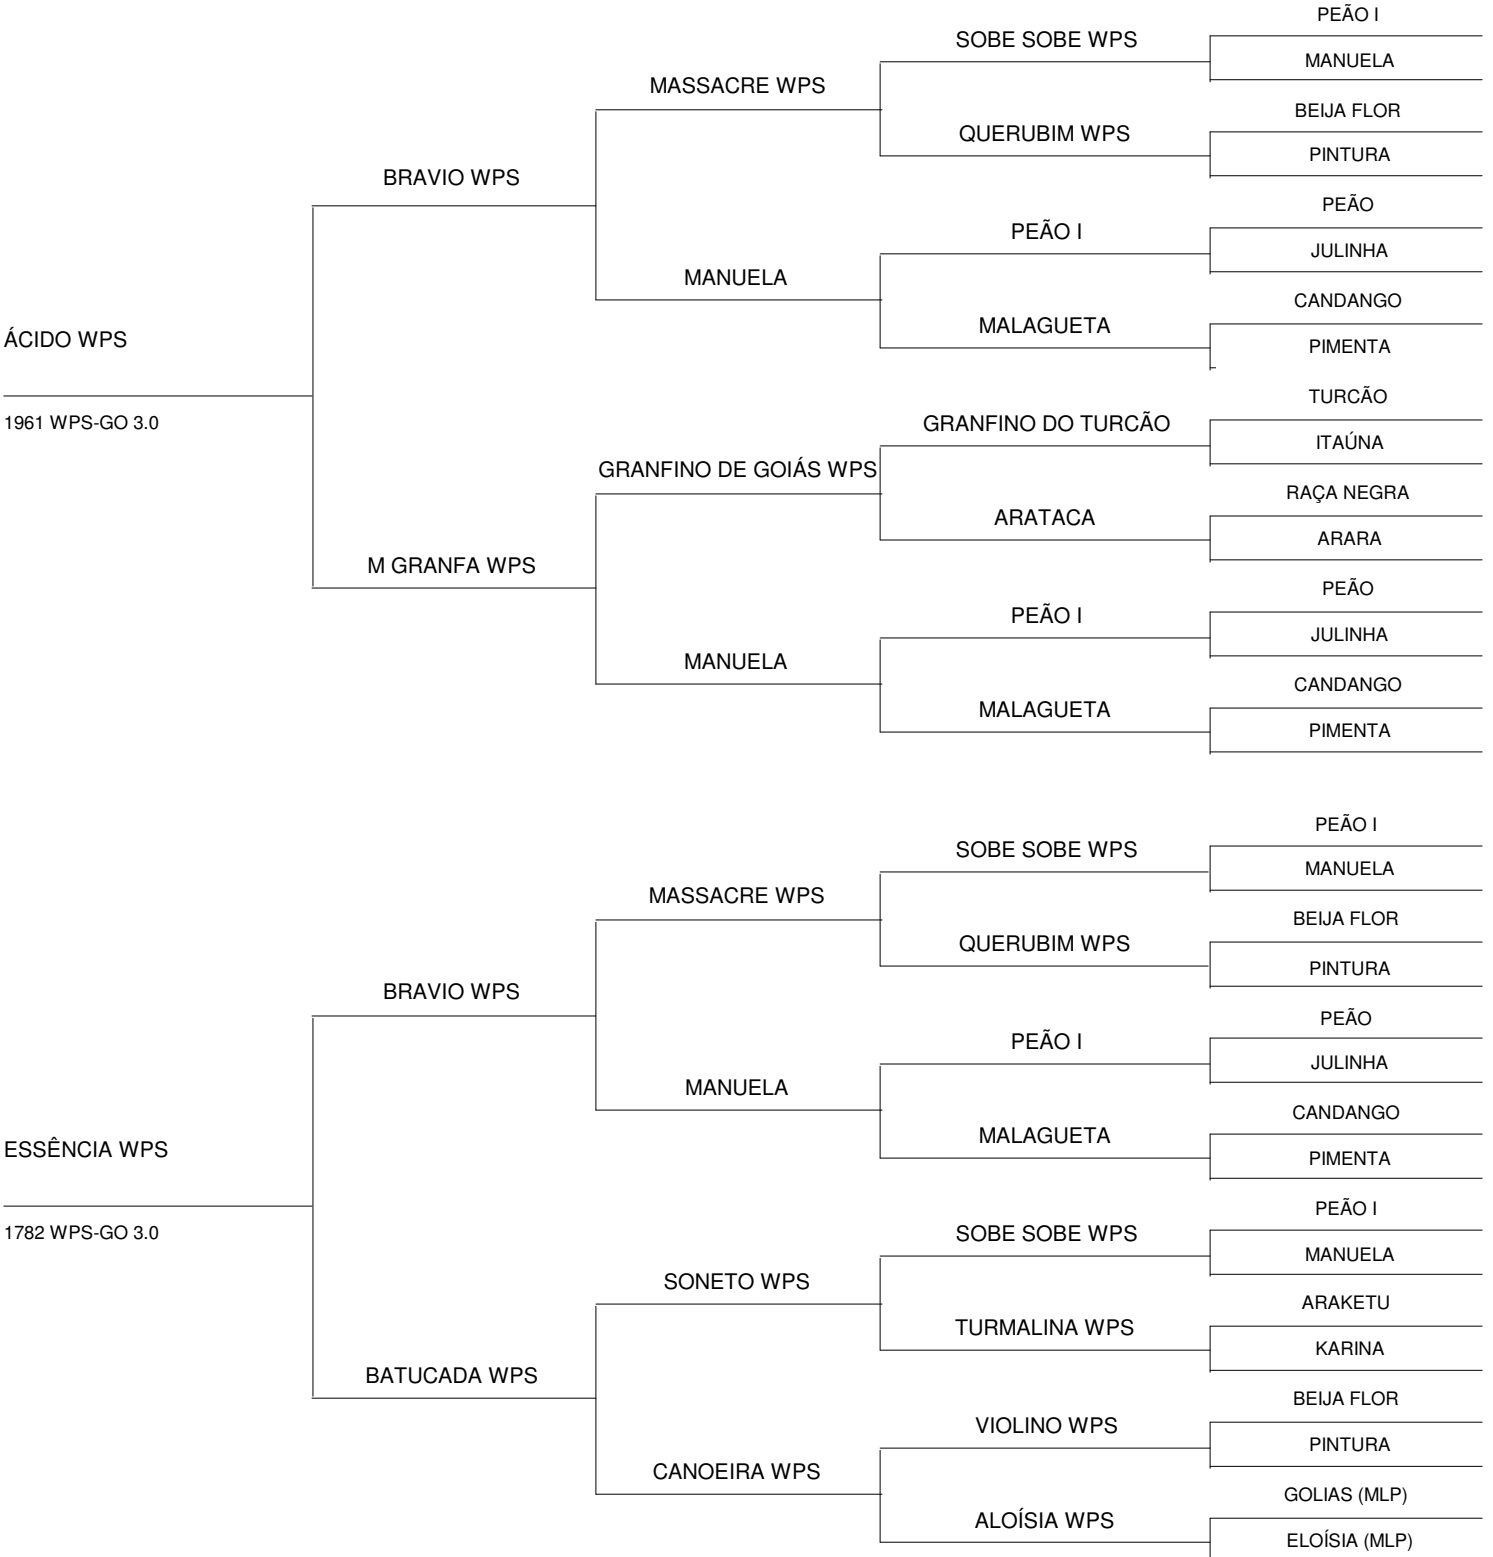 PEÃO I
SOBE SOBE WPS
MANUELA
MASSACRE WPS
BEIJA FLOR
QUERUBIM WPS
PINTURA
BRAVIO WPS
PEÃO
PEÃO I
JULINHA
MANUELA
CANDANGO
MALAGUETA
ÁCIDO WPS
PIMENTA
TURCÃO
1961 WPS-GO 3.0
GRANFINO DO TURCÃO
ITAÚNA
GRANFINO DE GOIÁS WPS
RAÇA NEGRA
ARATACA
ARARA
M GRANFA WPS
PEÃO
PEÃO I
JULINHA
MANUELA
CANDANGO
MALAGUETA
PIMENTA
PEÃO I
SOBE SOBE WPS
MANUELA
MASSACRE WPS
BEIJA FLOR
QUERUBIM WPS
PINTURA
BRAVIO WPS
PEÃO
PEÃO I
JULINHA
MANUELA
CANDANGO
MALAGUETA
ESSÊNCIA WPS
PIMENTA
PEÃO I
1782 WPS-GO 3.0
SOBE SOBE WPS
MANUELA
SONETO WPS
ARAKETU
TURMALINA WPS
KARINA
BATUCADA WPS
BEIJA FLOR
VIOLINO WPS
PINTURA
CANOEIRA WPS
GOLIAS (MLP)
ALOÍSIA WPS
ELOÍSIA (MLP)